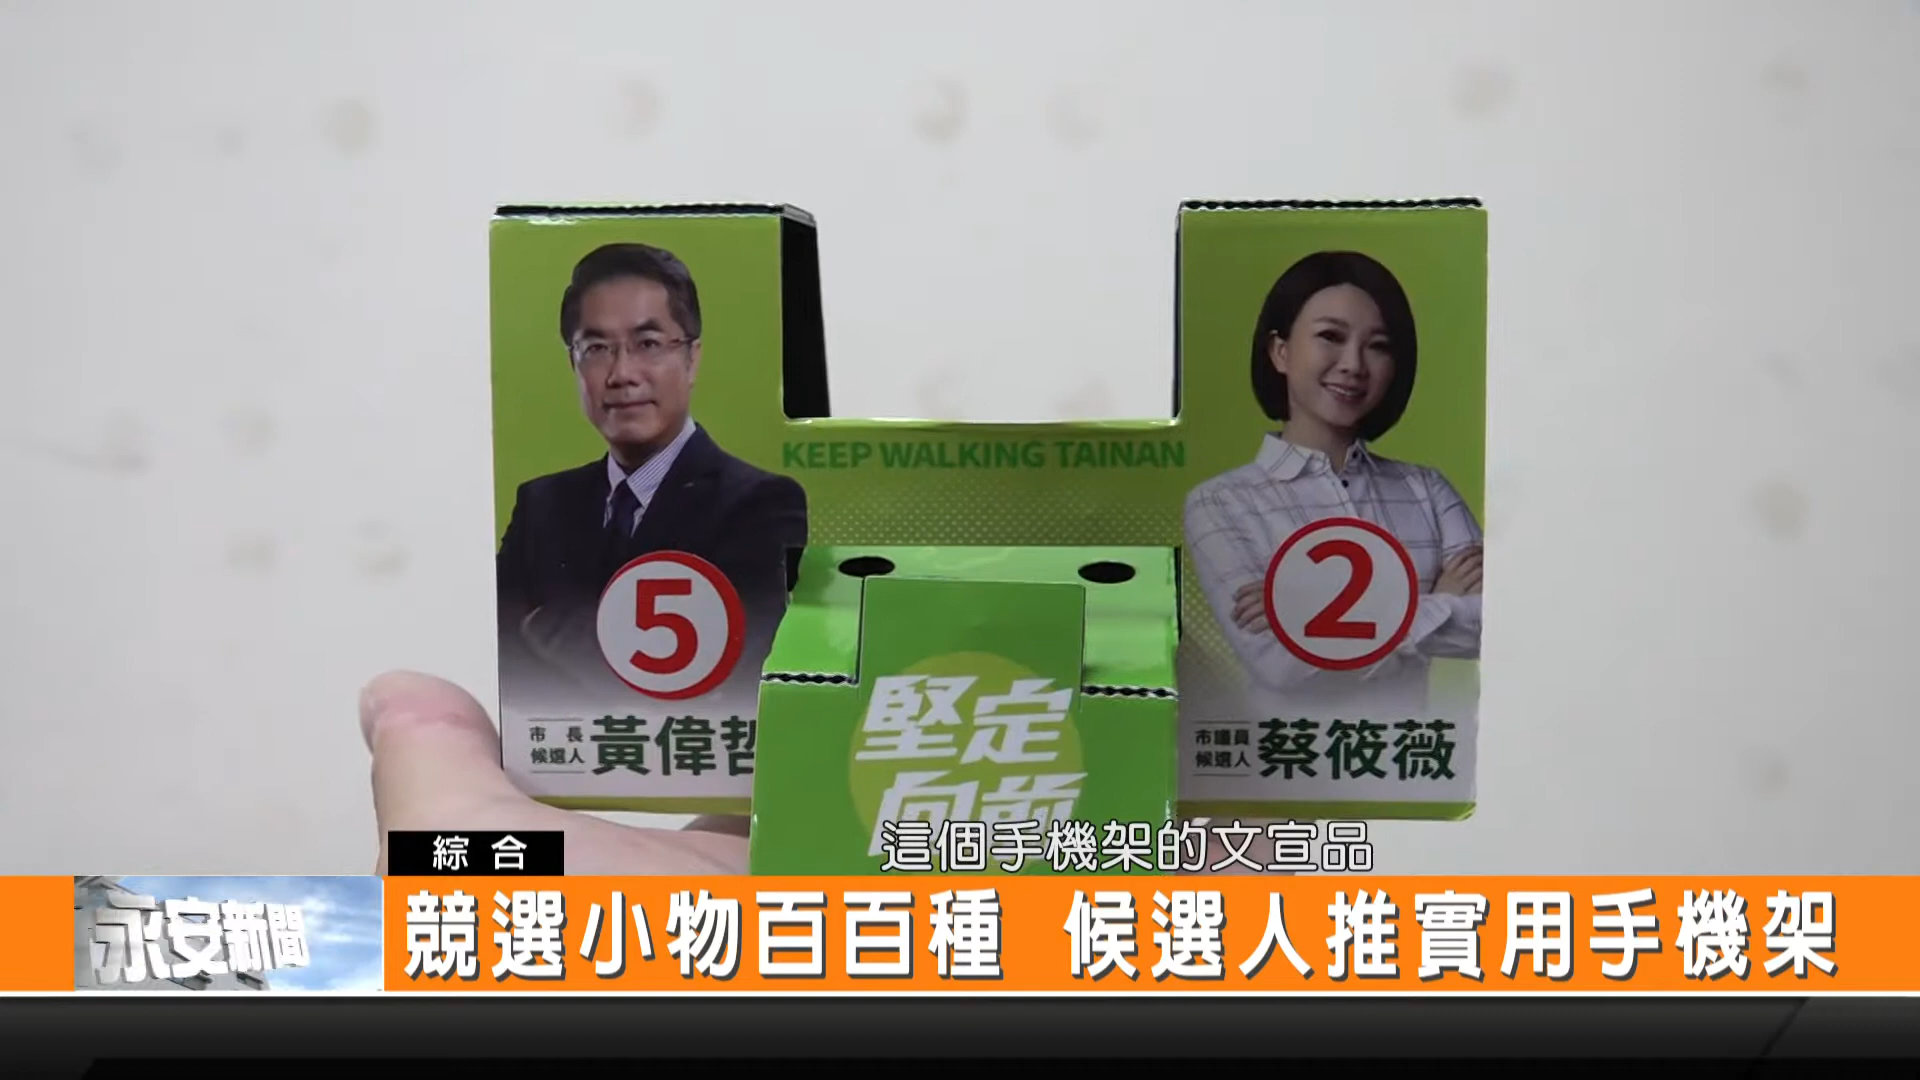 KEEP WALKING TAINAN
5
2
市長
候選人
黃偉哲
市議員
候選人
蔡筱薇
堅定
向前
這個手機架的文宣品
綜合
永安新聞
競選小物百百種 候選人推實用手機架